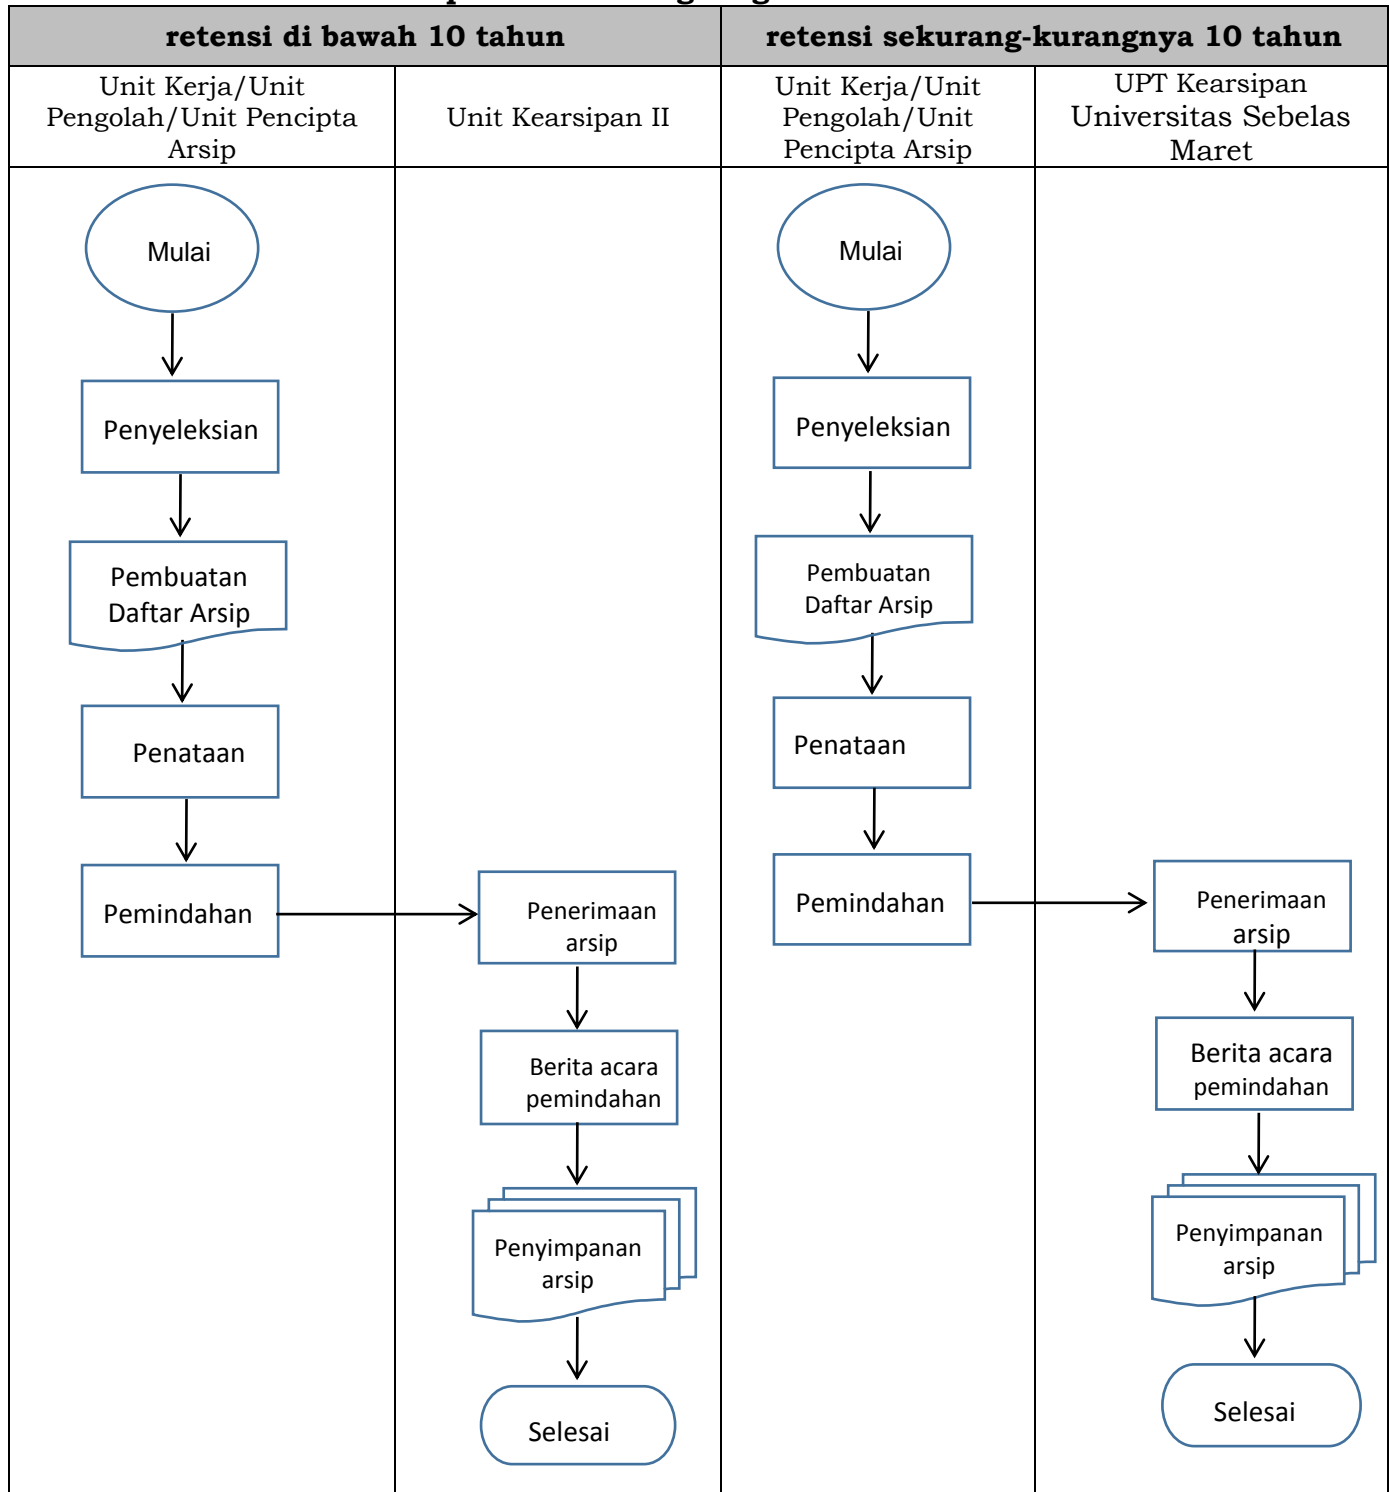 retensi di bawah 10 tahun
retensi sekurang-kurangnya 10 tahun
Unit Kerja/Unit
Pengolah/Unit Pencipta
Arsip
Unit Kearsipan II
Unit Kerja/Unit
Pengolah/Unit
Pencipta Arsip
UPT Kearsipan
Universitas Sebelas
Maret
Mulai
Penyeleksian
Pembuatan
Daftar Arsip
Penataan
Pemindahan
Penerimaan
arsip
Berita acara
pemindahan
Penyimpanan
arsip
Selesai
Mulai
Penyeleksian
Pembuatan
Daftar Arsip
Penataan
Pemindahan
Penerimaan
arsip
Berita acara
pemindahan
Penyimpanan
arsip
Selesai